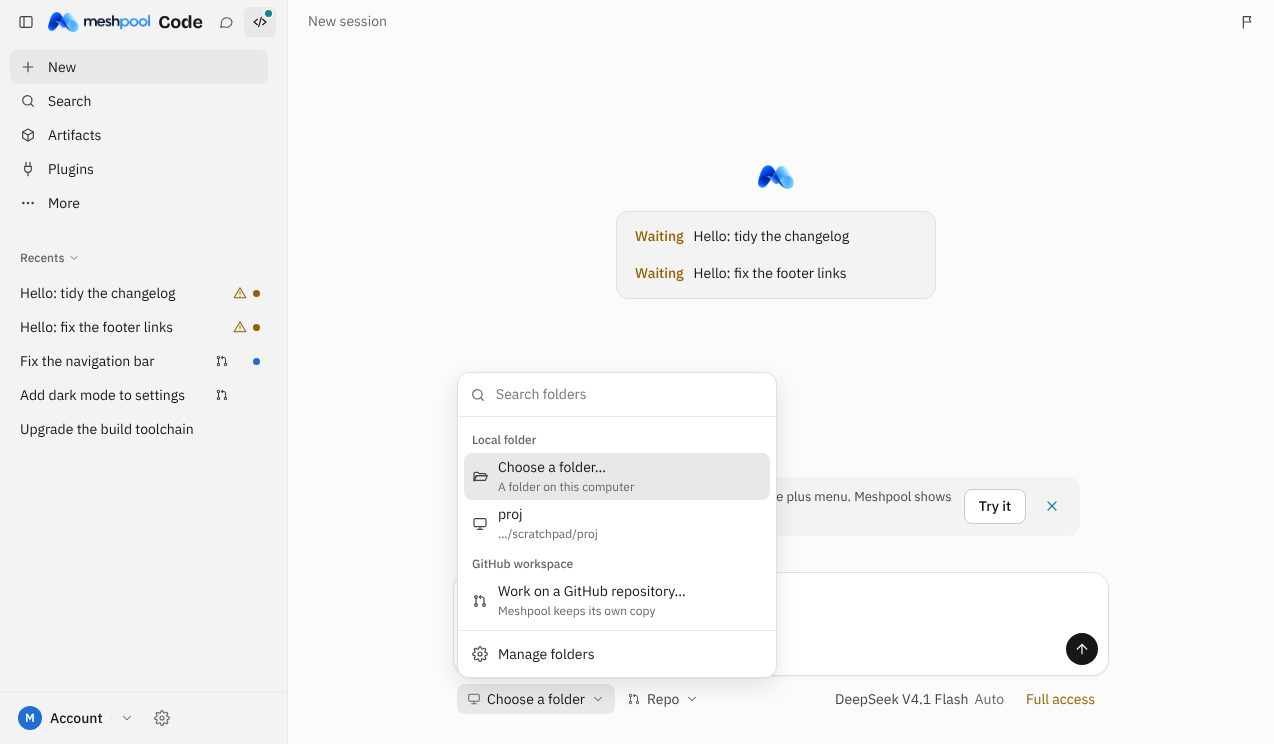 meshpool Code
New session
New
Search
Artifacts
Plugins
More
Recents
Hello: tidy the changelog
Hello: fix the footer links
Fix the navigation bar
Add dark mode to settings
Upgrade the build toolchain
Waiting Hello: tidy the changelog
Waiting Hello: fix the footer links
Search folders
Local folder
Choose a folder...
A folder on this computer
proj
.../scratchpad/proj
GitHub workspace
Work on a GitHub repository...
Meshpool keeps its own copy
Manage folders
plus menu. Meshpool shows
Try it
Choose a folder
Repo
DeepSeek V4.1 Flash Auto
Full access
M Account